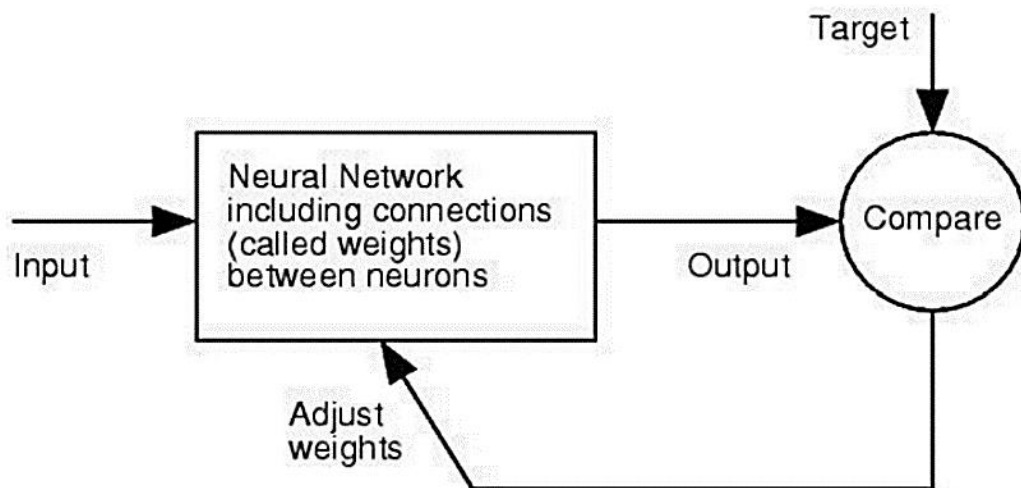 Target
Neural Network
including connections
(called weights)
between neurons
Compare
Input
Output
Adjust
weights